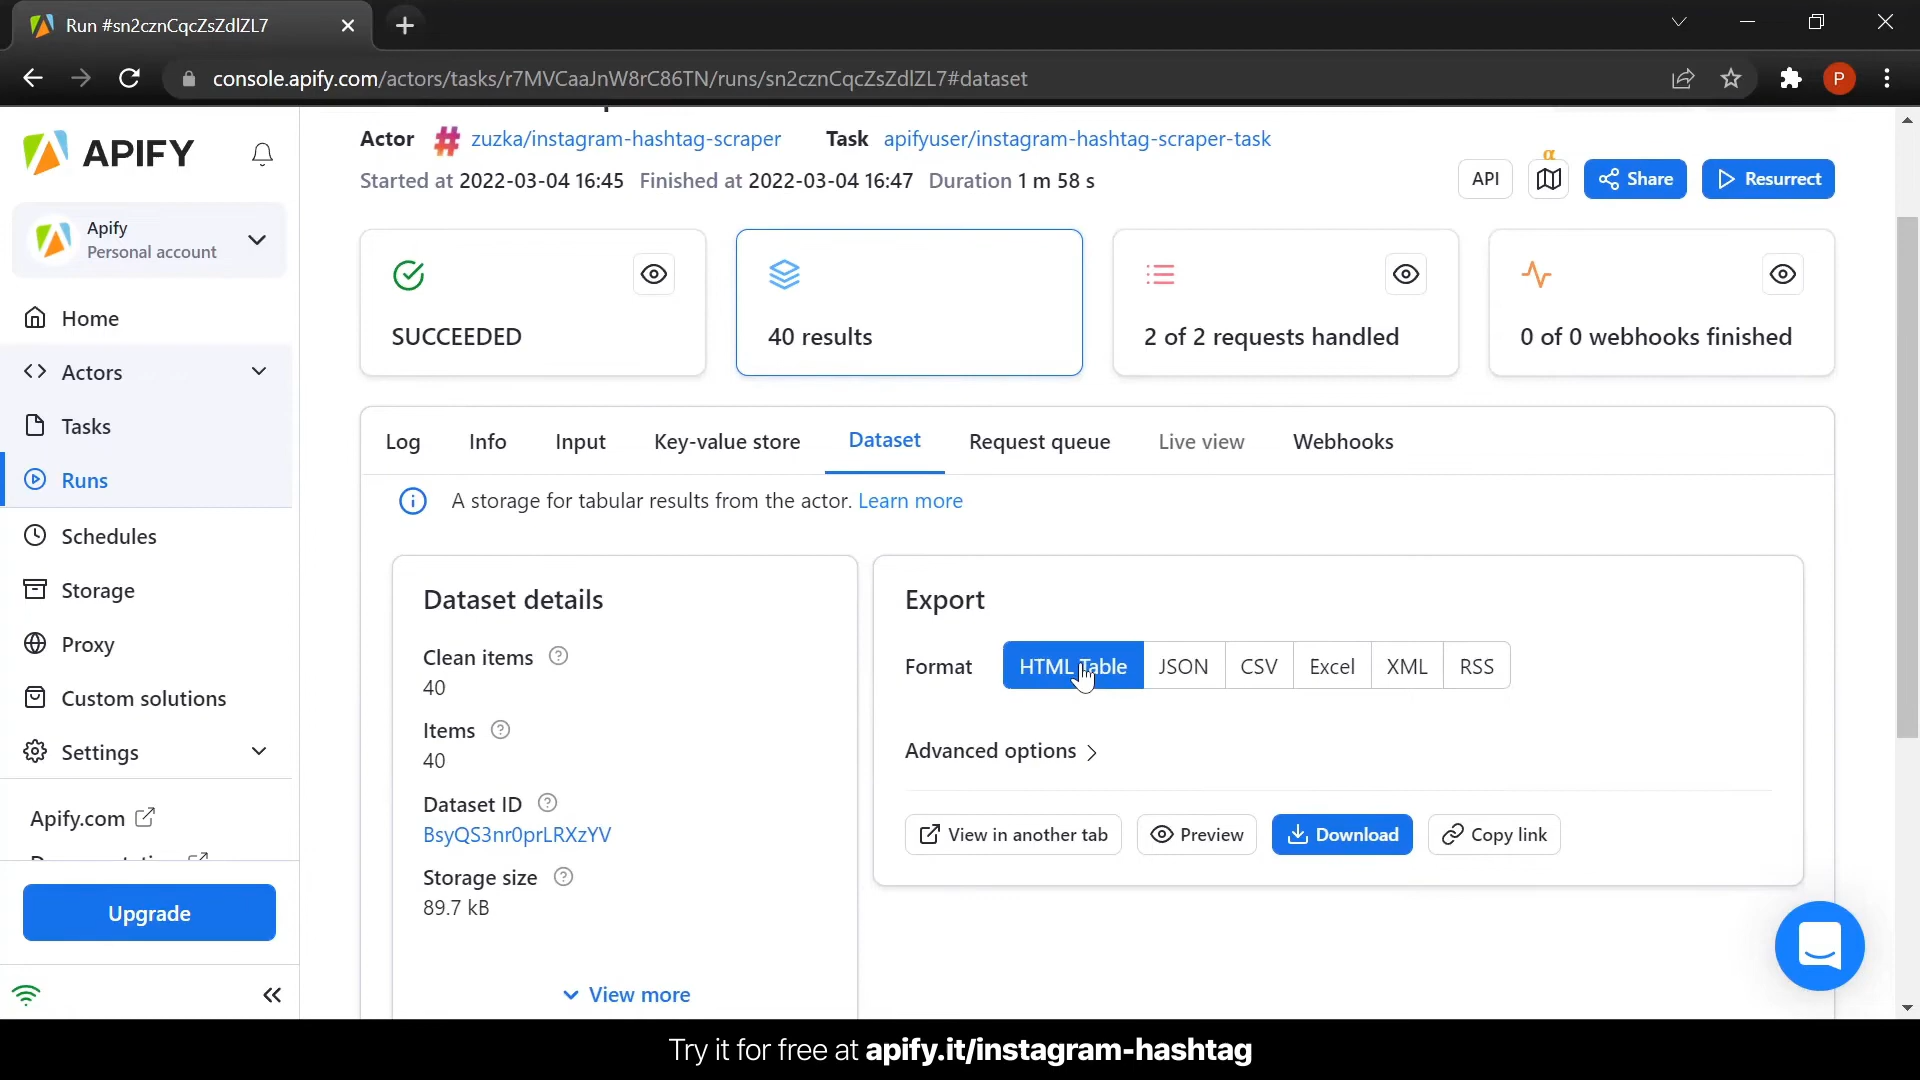 Run #sn2cznCqcZsZdlZL7
console.apify.com/actors/tasks/r7MVCaaJnW8rC86TN/runs/sn2cznCqcZsZdlZL7#dataset
P
APIFY
Apify
Personal account
Home
Actors
Tasks
Runs
Schedules
Storage
Proxy
Custom solutions
Settings
Apify.com
Upgrade
Actor zuzka/instagram-hashtag-scraper Task apifyuser/instagram-hashtag-scraper-task
Started at 2022-03-04 16:45 Finished at 2022-03-04 16:47 Duration 1 m 58 s
API
α
Share
Resurrect
SUCCEEDED
40 results
2 of 2 requests handled
0 of 0 webhooks finished
Log Info Input Key-value store Dataset Request queue Live view Webhooks
A storage for tabular results from the actor. Learn more
Dataset details
Clean items
40
Items
40
Dataset ID
BsyQS3nr0prLRXzYV
Storage size
89.7 kB
View more
Export
Format HTML Table JSON CSV Excel XML RSS
Advanced options
View in another tab Preview Download Copy link
Try it for free at apify.it/instagram-hashtag